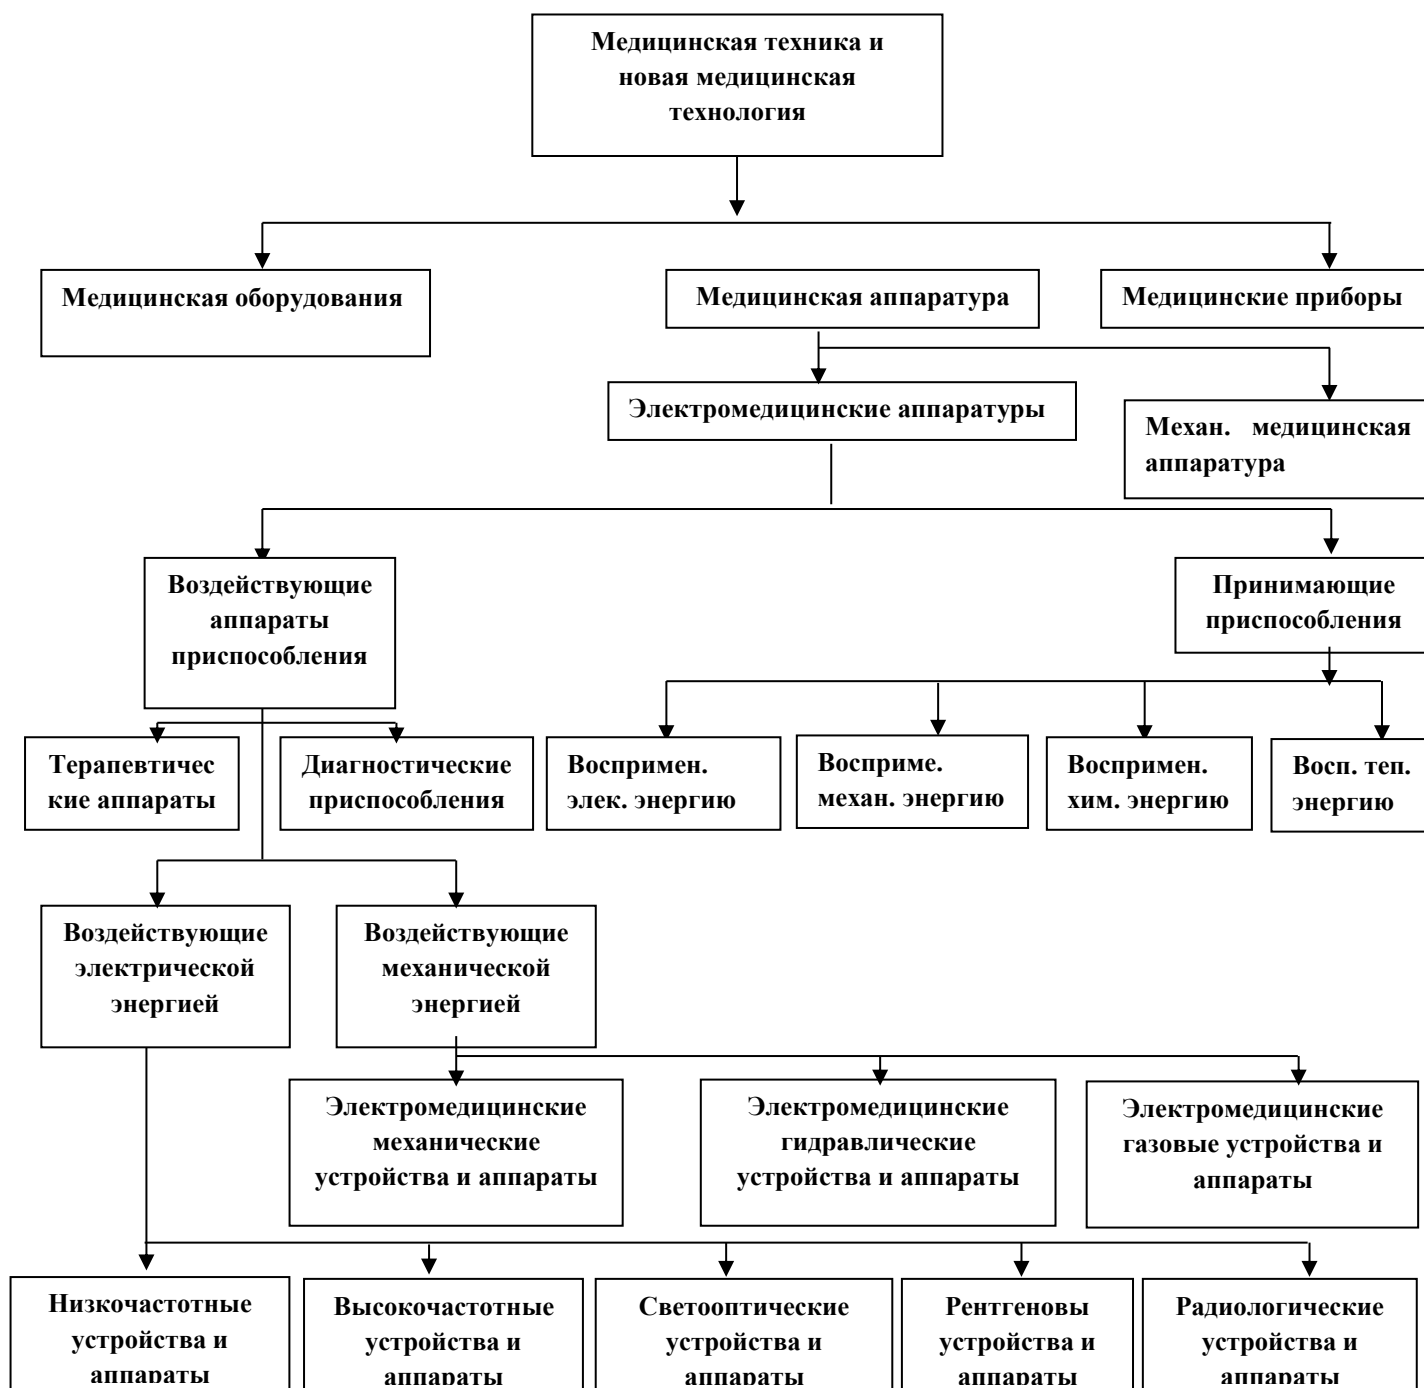 Медицинская техника и
новая медицинская
технология
Медицинская оборудования
Медицинская аппаратура
Медицинские приборы
Электромедицинские аппаратуры
Механ. медицинская
аппаратура
Воздействующие
аппараты
приспособления
Принимающие
приспособления
Терапевтичес
кие аппараты
Диагностические
приспособления
Воспримен.
элек. энергию
Восприме.
механ. энергию
Воспримен.
хим. энергию
Восп. теп.
энергию
Воздействующие
электрической
энергией
Воздействующие
механической
энергией
Электромедицинские
механические
устройства и аппараты
Электромедицинские
гидравлические
устройства и аппараты
Электромедицинские
газовые устройства и
аппараты
Низкочастотные
устройства и
аппараты
Высокочастотные
устройства и
аппараты
Светооптические
устройства и
аппараты
Рентгеновы
устройства и
аппараты
Радиологические
устройства и
аппараты